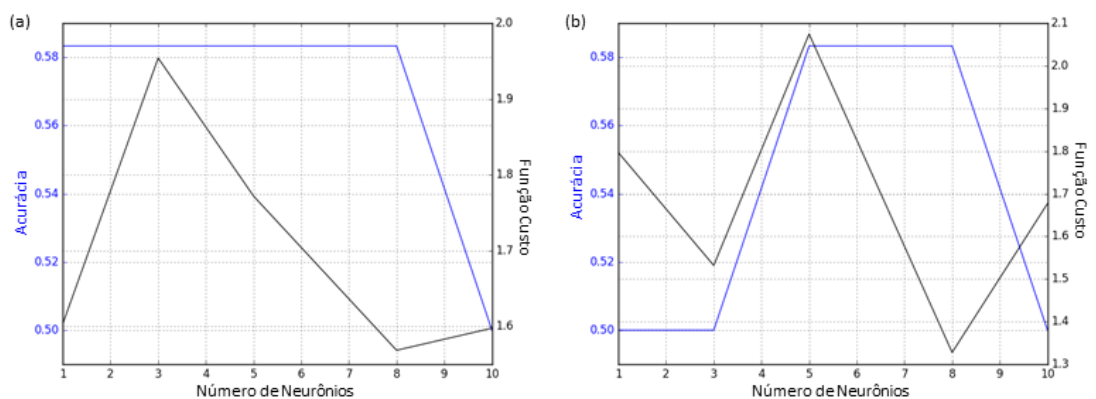 (a)
2.0
0.58
1.9
0.56
1.8
Acurácia
0.54
Função Custo
1.7
0.52
1.6
0.50
1 2 3 4 5 6 7 8 9 10
Número de Neurônios
(b)
2.1
0.58
2.0
1.9
0.56
1.8
Acurácia
0.54
1.7
Função Custo
1.6
0.52
1.5
0.50
1.4
1.3
1 2 3 4 5 6 7 8 9 10
Número de Neurônios